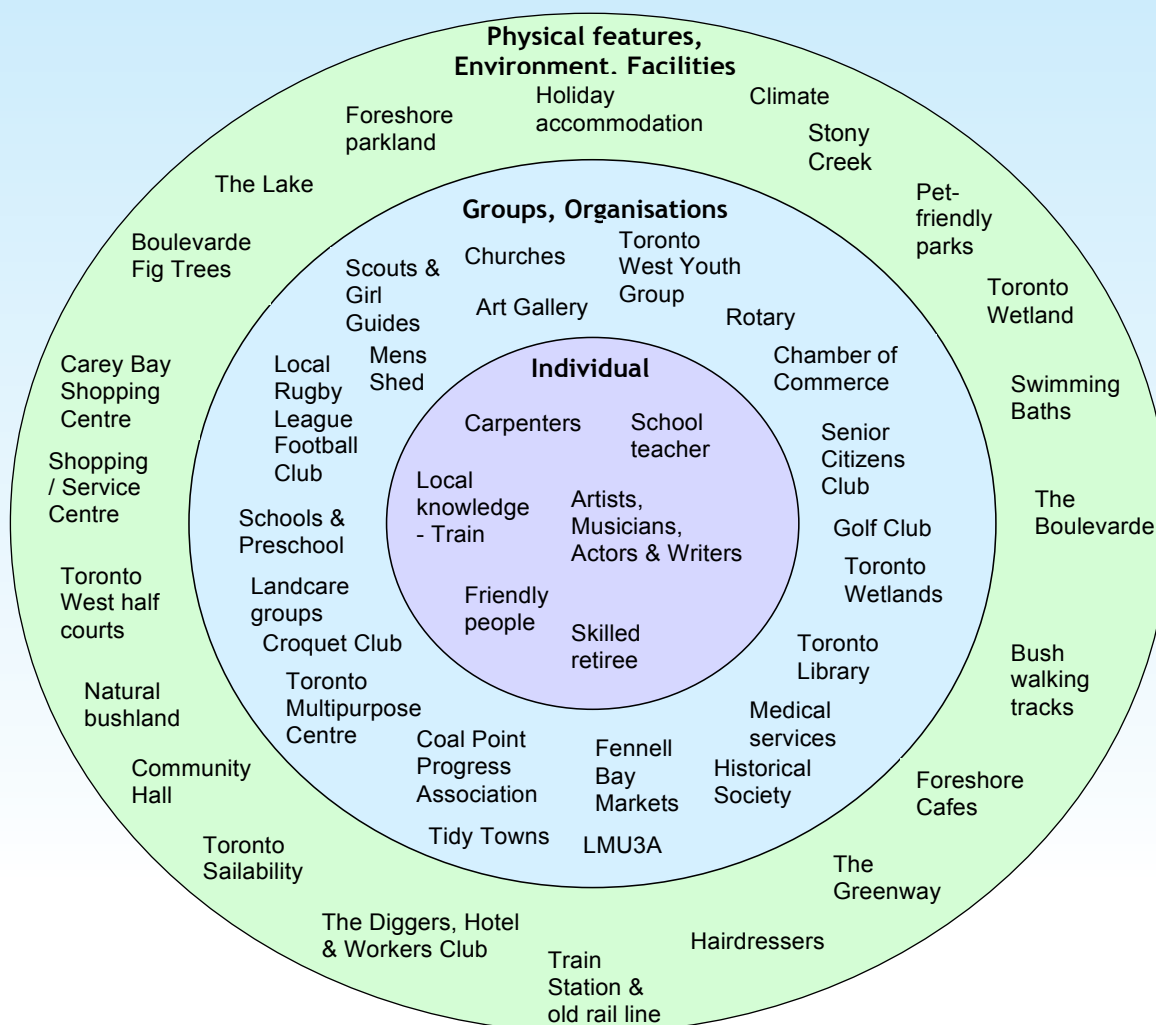 Physical features,
Environment, Facilities
Holiday
accommodation
Climate
Foreshore
parkland
Stony
Creek
The Lake
Pet-
friendly
parks
Boulevarde
Fig Trees
Toronto
Wetland
Carey Bay
Shopping
Centre
Swimming
Baths
Shopping
/ Service
Centre
The
Boulevarde
Toronto
West half
courts
Bush
walking
tracks
Natural
bushland
Community
Hall
Foreshore
Cafes
Toronto
Sailability
The
Greenway
The Diggers, Hotel
& Workers Club
Hairdressers
Train
Station &
old rail line
Groups, Organisations
Scouts &
Girl
Guides
Churches
Toronto
West Youth
Group
Art Gallery
Rotary
Local
Rugby
League
Football
Club
Mens
Shed
Chamber of
Commerce
Senior
Citizens
Club
Schools &
Preschool
Golf Club
Landcare
groups
Toronto
Wetlands
Croquet Club
Toronto
Library
Toronto
Multipurpose
Centre
Medical
services
Coal Point
Progress
Association
Fennell
Bay
Markets
Historical
Society
Tidy Towns
LMU3A
Individual
Carpenters
School
teacher
Local
knowledge
- Train
Artists,
Musicians,
Actors & Writers
Friendly
people
Skilled
retiree